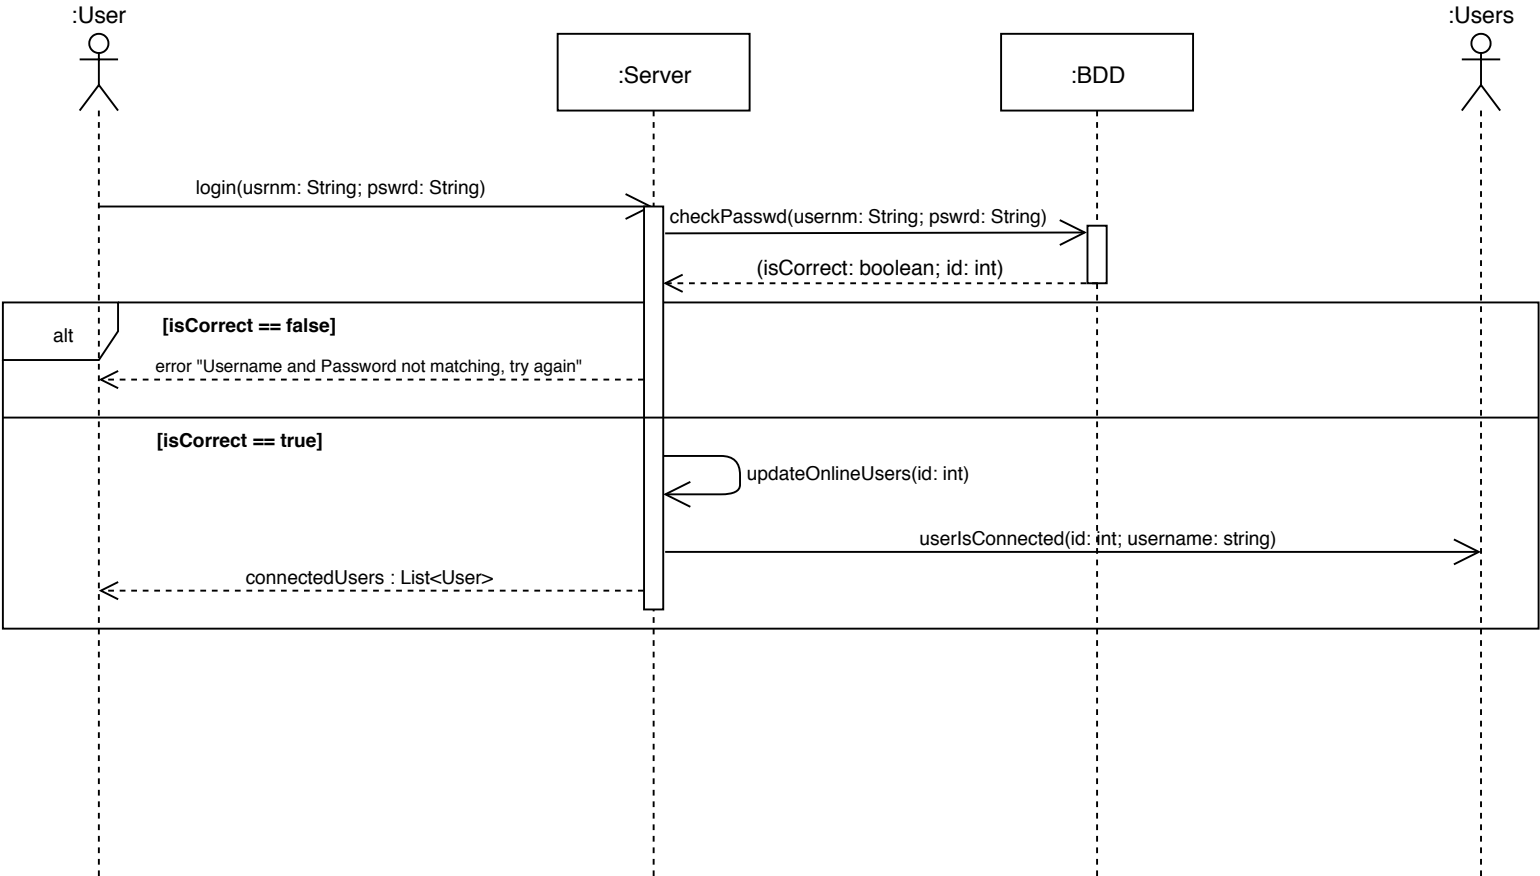 :User
:Users
:Server
:BDD
login(usrnm: String; pswrd: String)
checkPasswd(usernm: String; pswrd: String)
(isCorrect: boolean; id: int)
alt
[isCorrect == false]
error "Username and Password not matching, try again"
[isCorrect == true]
updateOnlineUsers(id: int)
userIsConnected(id: int; username: string)
connectedUsers : List<User>